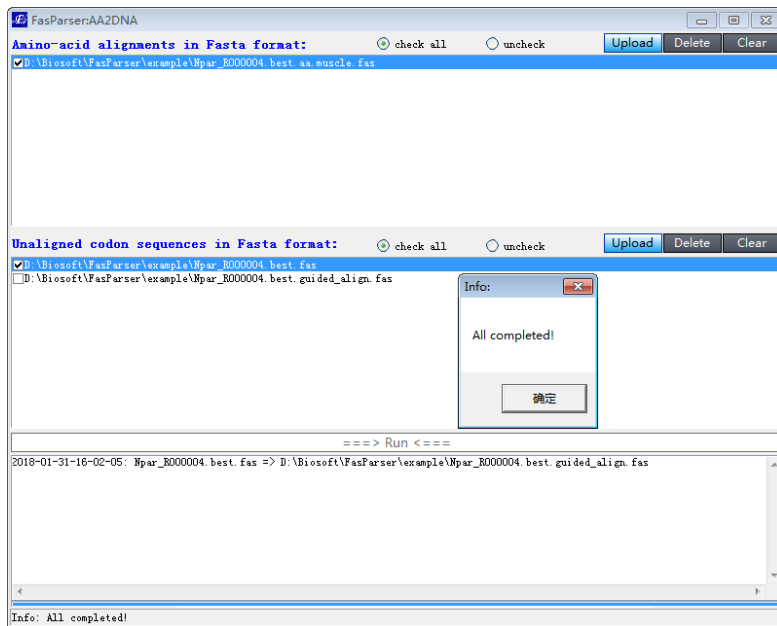 FasParser:AA2DNA
Amino-acid alignments in Fasta format: check all uncheck Upload Delete Clear
D:\Biosoft\FasParser\example\Npar_R000004.best.aa.muscle.fas
Unaligned codon sequences in Fasta format: check all uncheck Upload Delete Clear
D:\Biosoft\FasParser\example\Npar_R000004.best.fas
D:\Biosoft\FasParser\example\Npar_R000004.best.guided_align.fas
Info:
All completed!
确定
===> Run <===
2018-01-31-16-02-05: Npar_R000004.best.fas => D:\Biosoft\FasParser\example\Npar_R000004.best.guided_align.fas
Info: All completed!